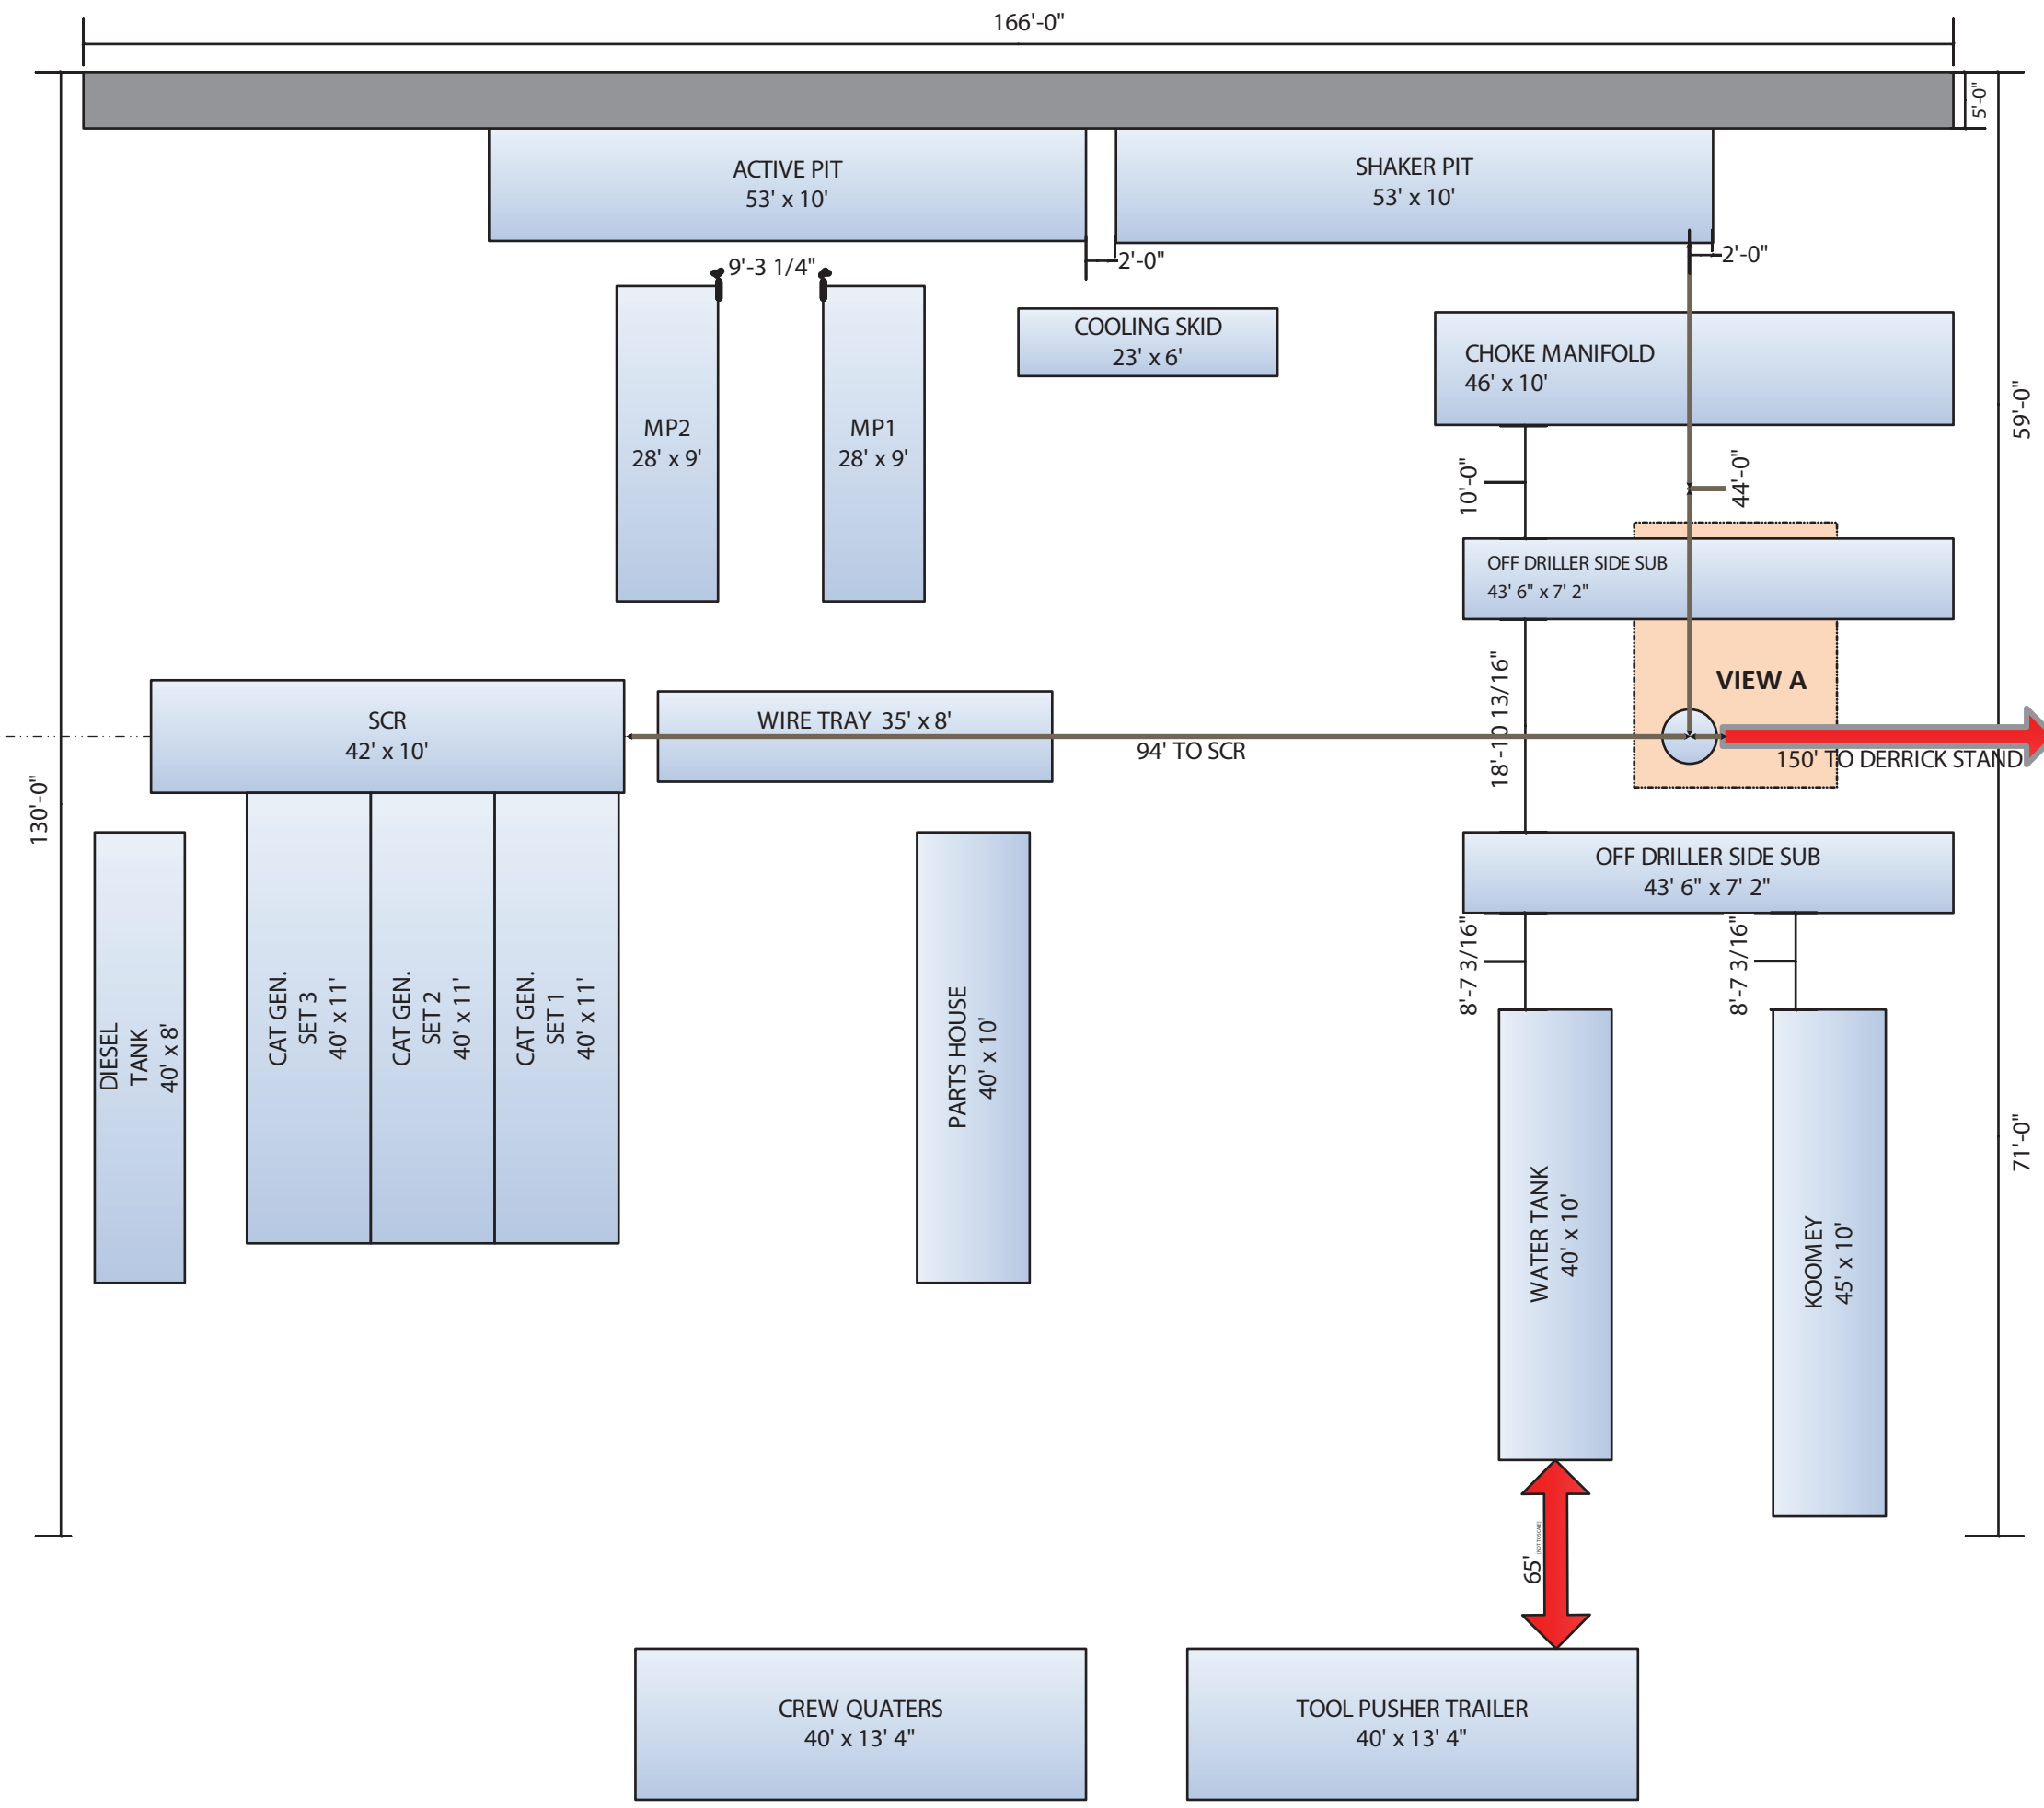 166'-0"
5'-0"
ACTIVE PIT
53' x 10'
SHAKER PIT
53' x 10'
9'-3 1/4"
2'-0"
2'-0"
COOLING SKID
23' x 6'
CHOKE MANIFOLD
46' x 10'
59'-0"
MP2
28' x 9'
MP1
28' x 9'
10'-0"
44'-0"
OFF DRILLER SIDE SUB
43' 6" x 7' 2"
VIEW A
18'-10 13/16"
SCR
42' x 10'
WIRE TRAY 35' x 8'
94' TO SCR
150' TO DERRICK STAND
130'-0"
OFF DRILLER SIDE SUB
43' 6" x 7' 2"
8'-7 3/16"
8'-7 3/16"
DIESEL
TANK
40' x 8'
CAT GEN.
SET 3
40' x 11'
CAT GEN.
SET 2
40' x 11'
CAT GEN.
SET 1
40' x 11'
PARTS HOUSE
40' x 10'
WATER TANK
40' x 10'
KOOMEY
45' x 10'
71'-0"
65' (NOT TO SCALE)
CREW QUATERS
40' x 13' 4"
TOOL PUSHER TRAILER
40' x 13' 4"